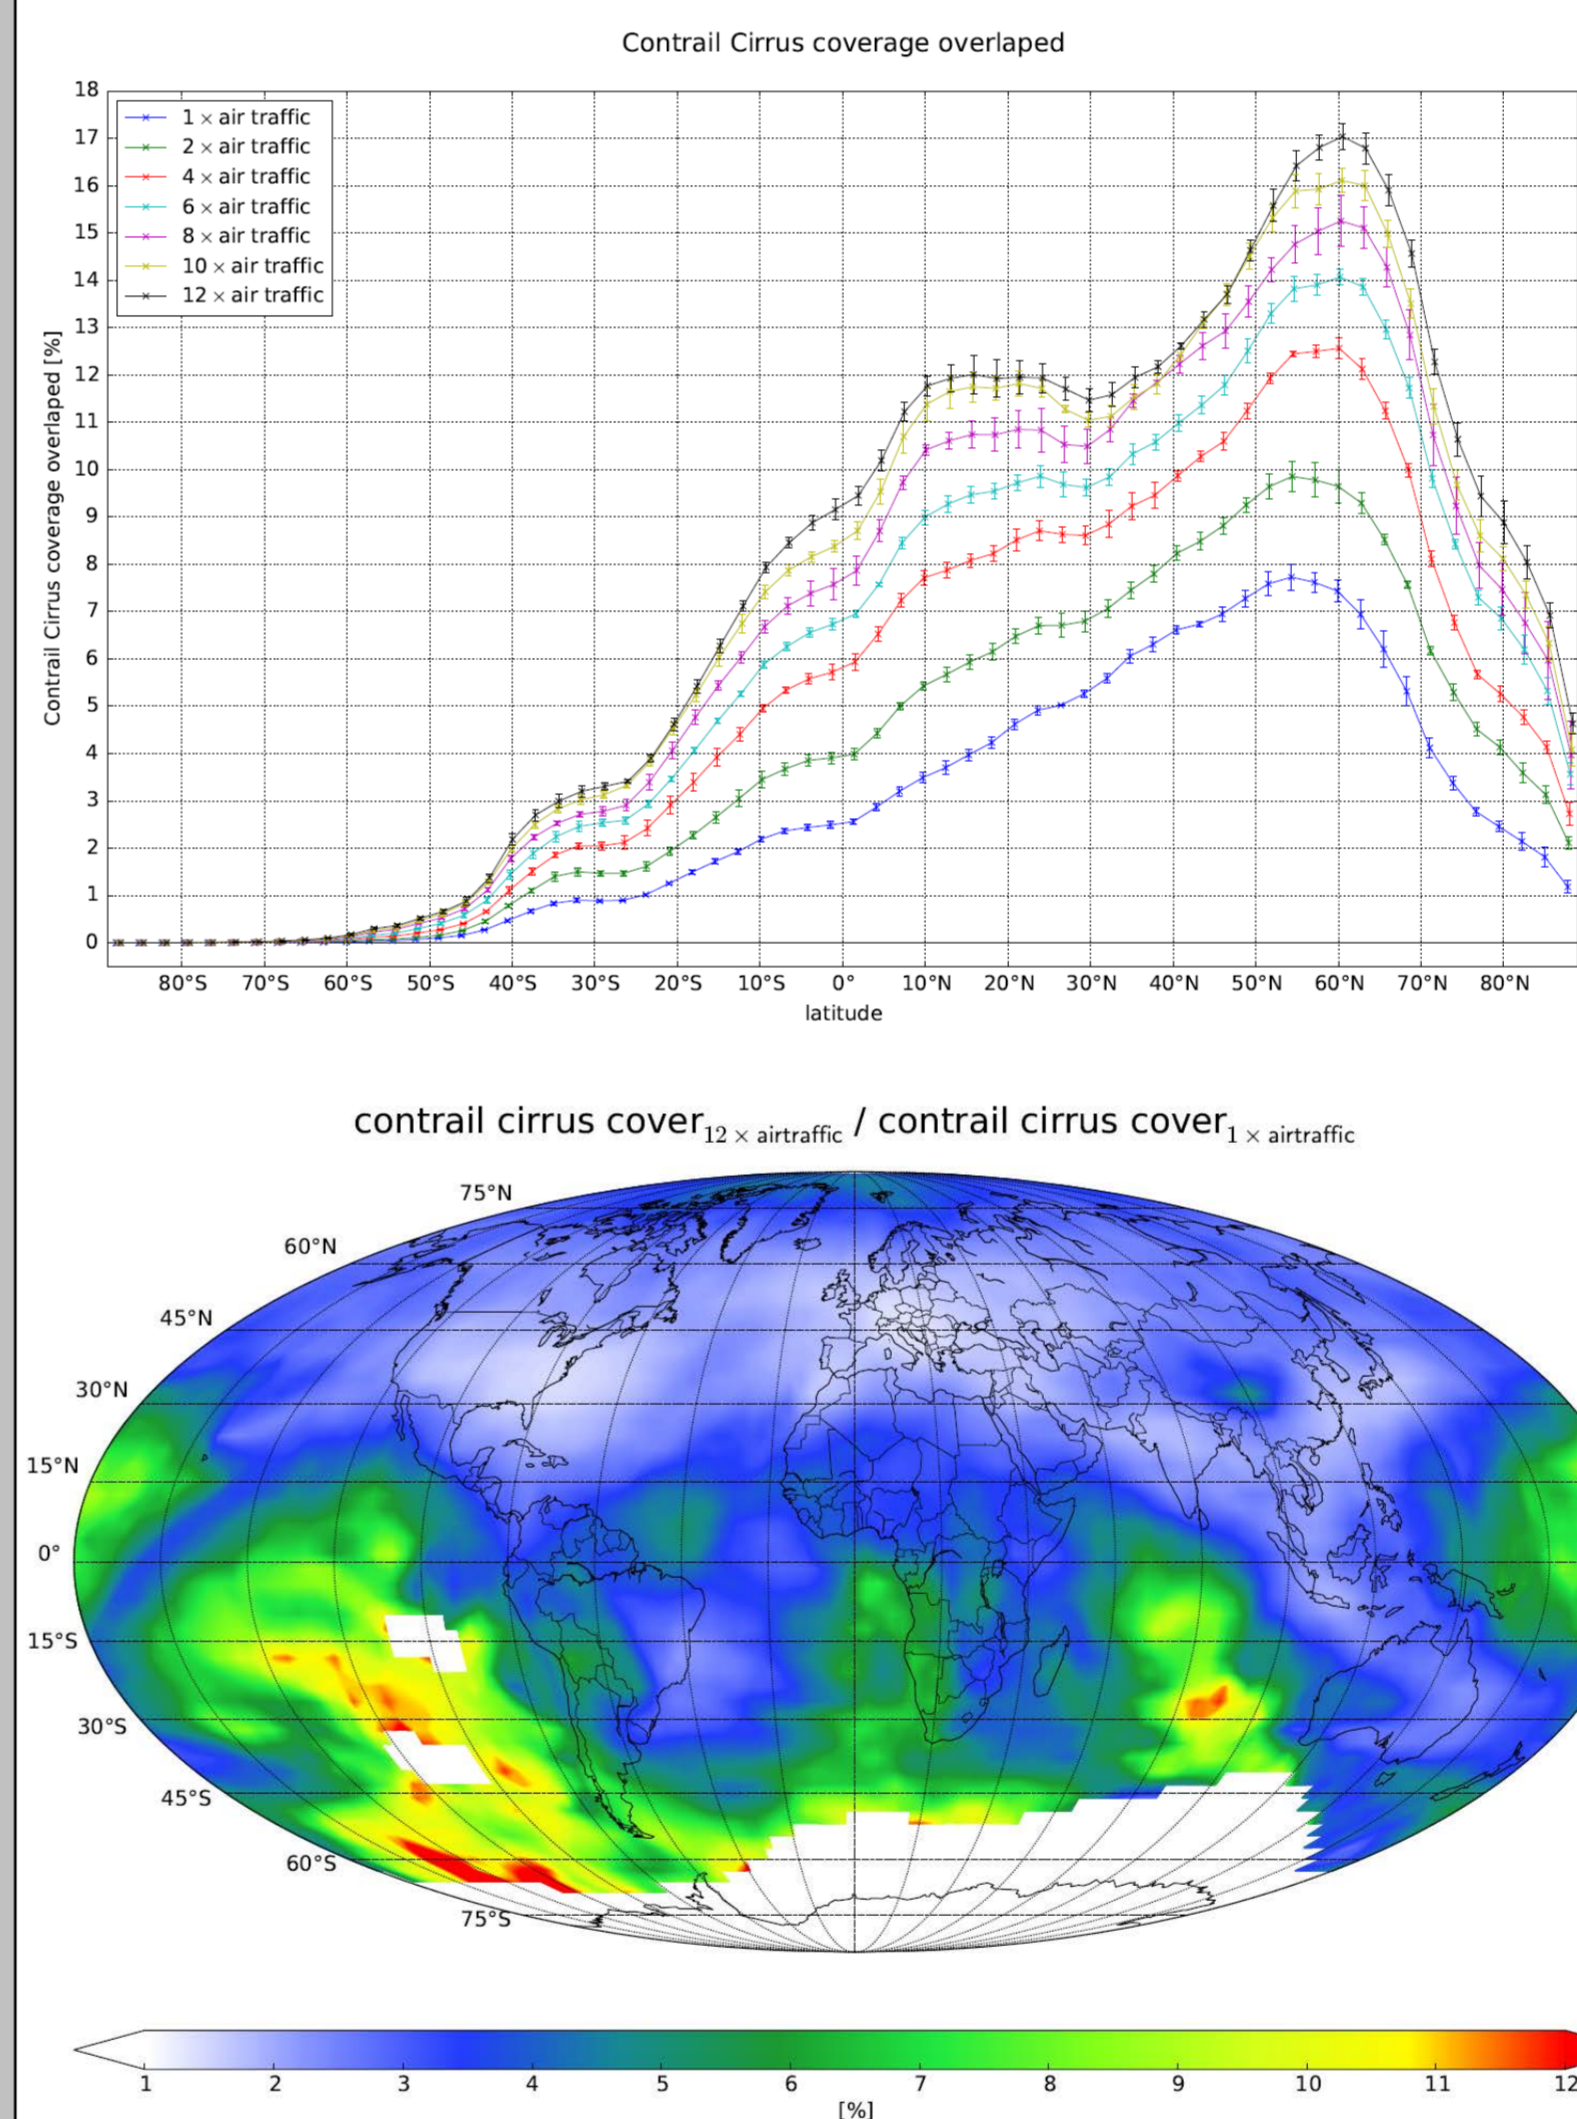 Contrail Cirrus coverage overlaped
18
17
16
15
14
13
12
11
10
9
8
7
6
5
4
3
2
1
0
Contrail Cirrus coverage overlaped [%]
1 × air traffic
2 × air traffic
4 × air traffic
6 × air traffic
8 × air traffic
10 × air traffic
12 × air traffic
80°S 70°S 60°S 50°S 40°S 30°S 20°S 10°S 0° 10°N 20°N 30°N 40°N 50°N 60°N 70°N 80°N
latitude
contrail cirrus cover12 × airtraffic / contrail cirrus cover1 × airtraffic
75°N
60°N
45°N
30°N
15°N
0°
15°S
30°S
45°S
60°S
75°S
1 2 3 4 5 6 7 8 9 10 11 12
[%]